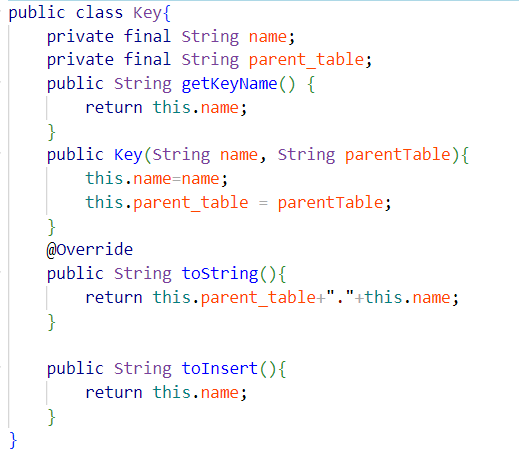 public class Key{
    private final String name;
    private final String parent_table;
    public String getKeyName() {
        return this.name;
    }
    public Key(String name, String parentTable){
        this.name=name;
        this.parent_table = parentTable;
    }
    @Override
    public String toString(){
        return this.parent_table+"."+this.name;
    }

    public String toInsert(){
        return this.name;
    }
}